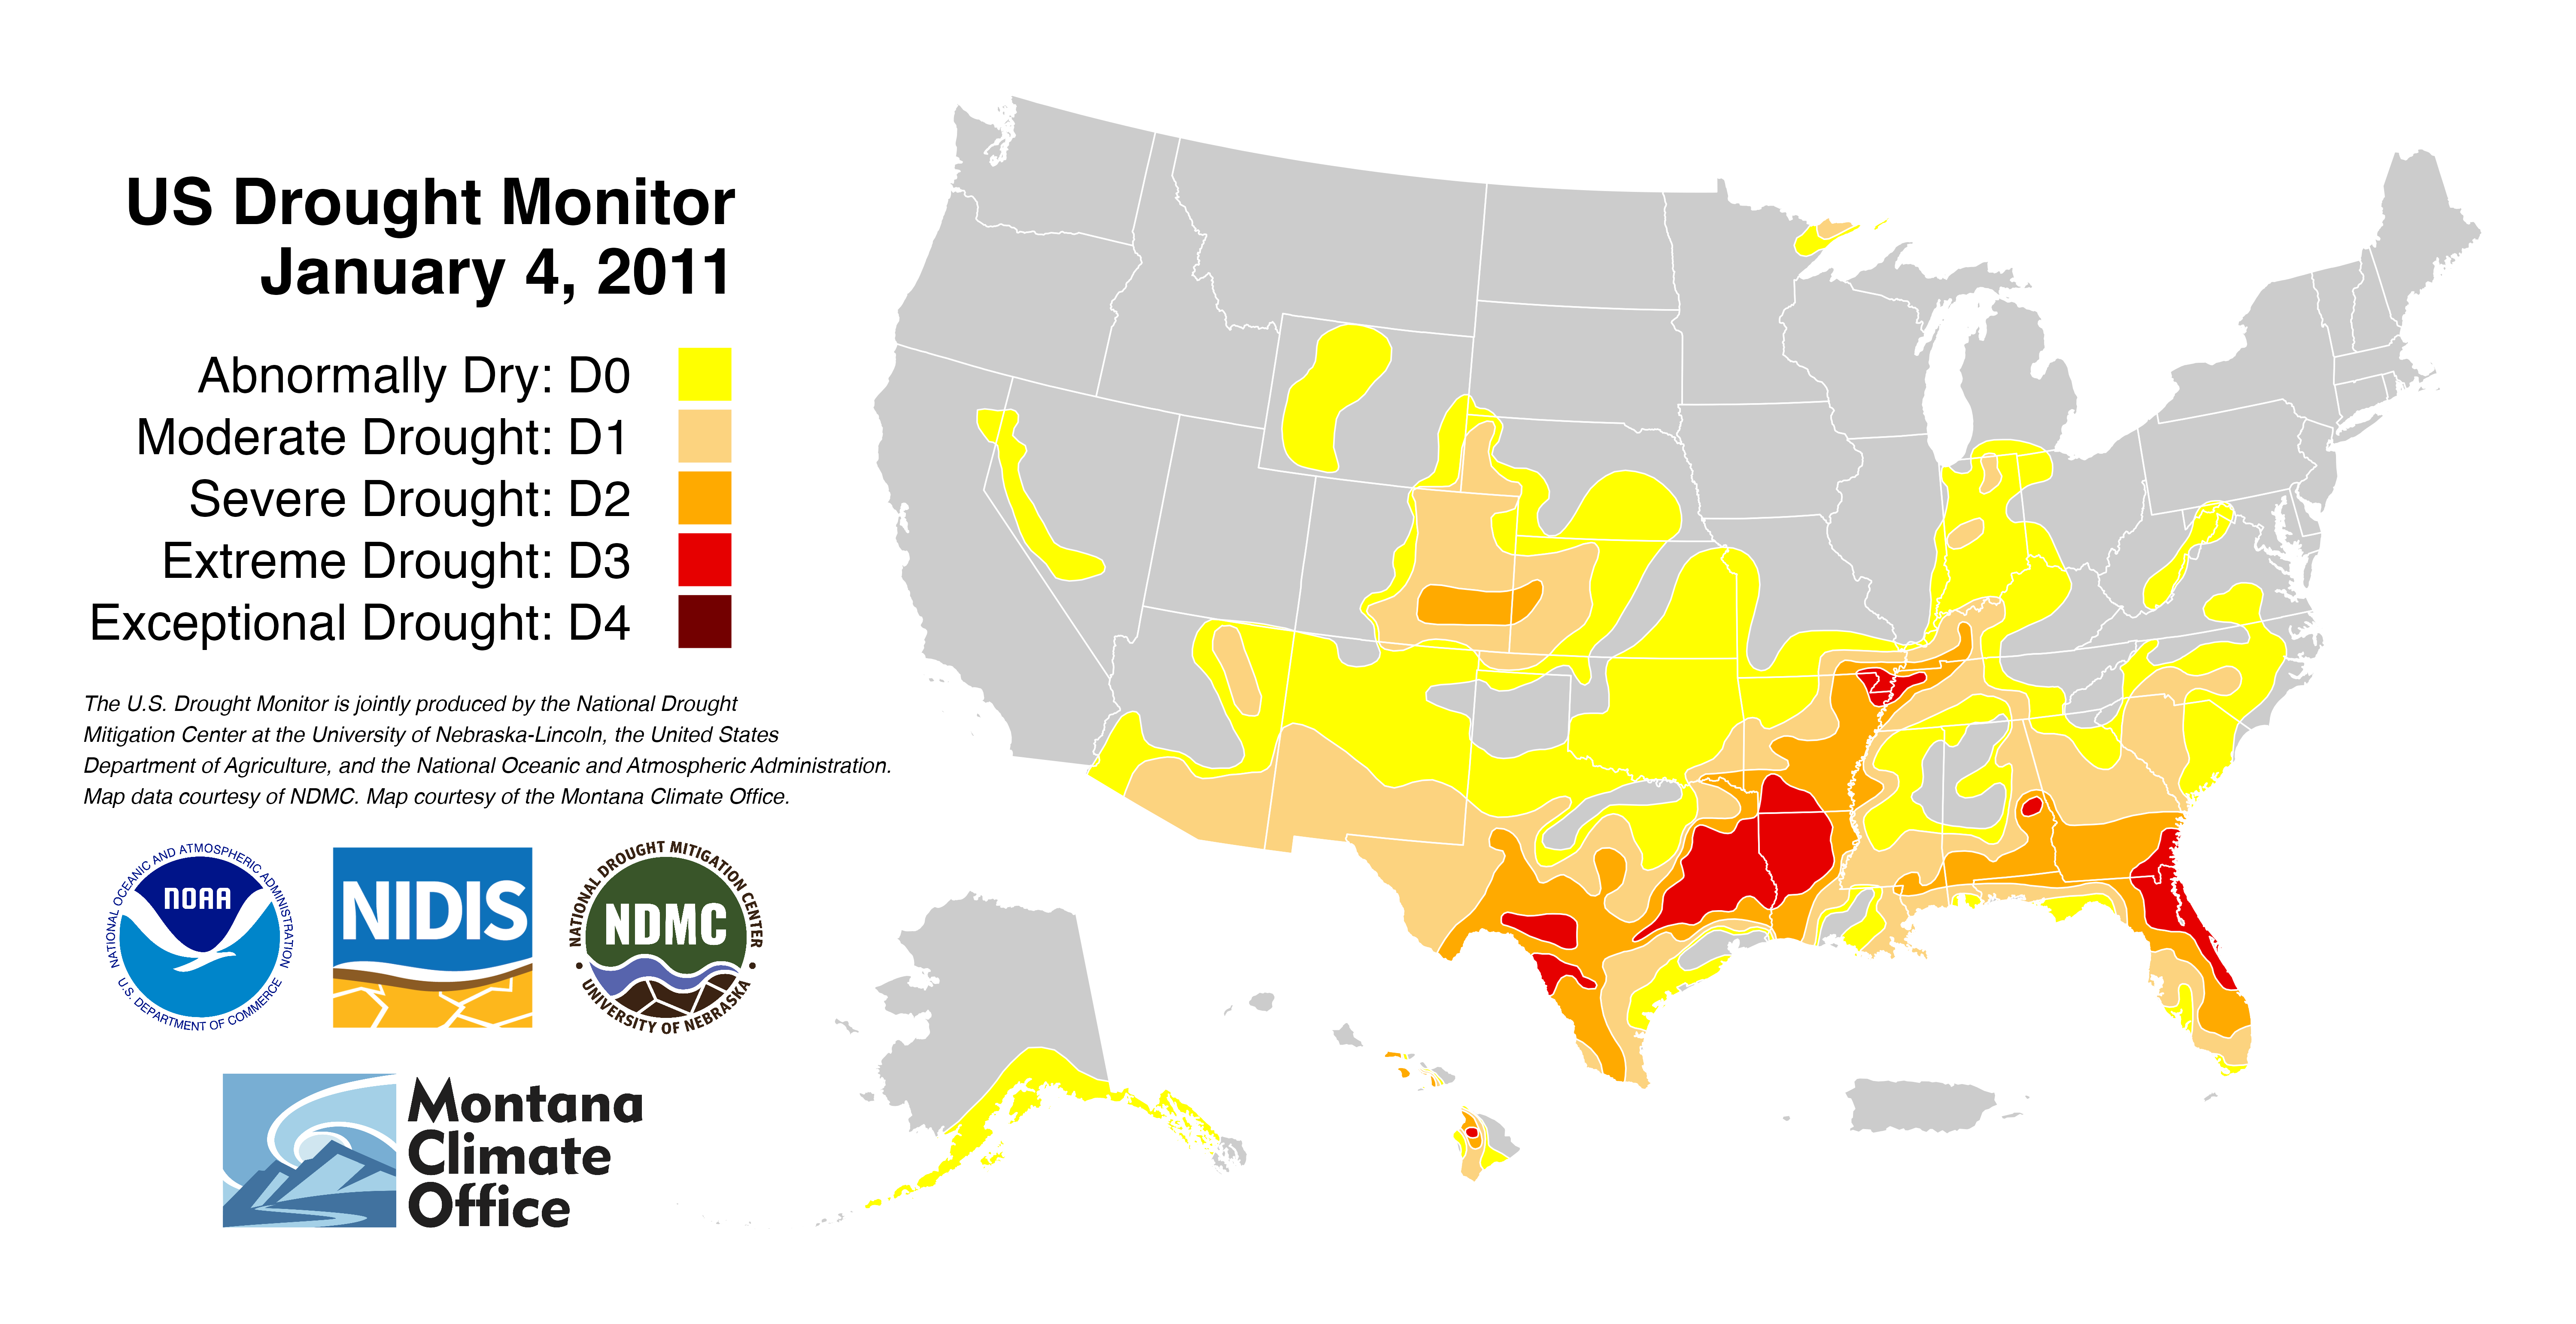 US Drought Monitor
January 4, 2011
Abnormally Dry: D0
Moderate Drought: D1
Severe Drought: D2
Extreme Drought: D3
Exceptional Drought: D4
The U.S. Drought Monitor is jointly produced by the National Drought
Mitigation Center at the University of Nebraska-Lincoln, the United States
Department of Agriculture, and the National Oceanic and Atmospheric Administration.
Map data courtesy of NDMC. Map courtesy of the Montana Climate Office.
NATIONAL OCEANIC AND ATMOSPHERIC ADMINISTRATION
NOAA
U.S. DEPARTMENT OF COMMERCE
NIDIS
NATIONAL DROUGHT MITIGATION CENTER
NDMC
UNIVERSITY OF NEBRASKA
Montana
Climate
Office